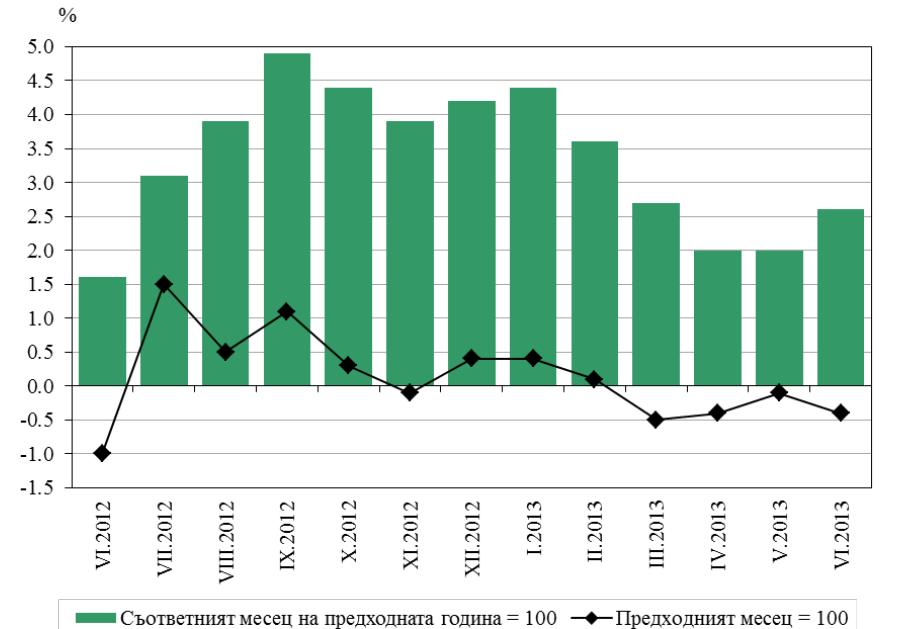 %
5.0
4.5
4.0
3.5
3.0
2.5
2.0
1.5
1.0
0.5
0.0
-0.5
-1.0
-1.5
VI.2012
VII.2012
VIII.2012
IX.2012
X.2012
XI.2012
XII.2012
I.2013
II.2013
III.2013
IV.2013
V.2013
VI.2013
Съответният месец на предходната година = 100 Предходният месец = 100